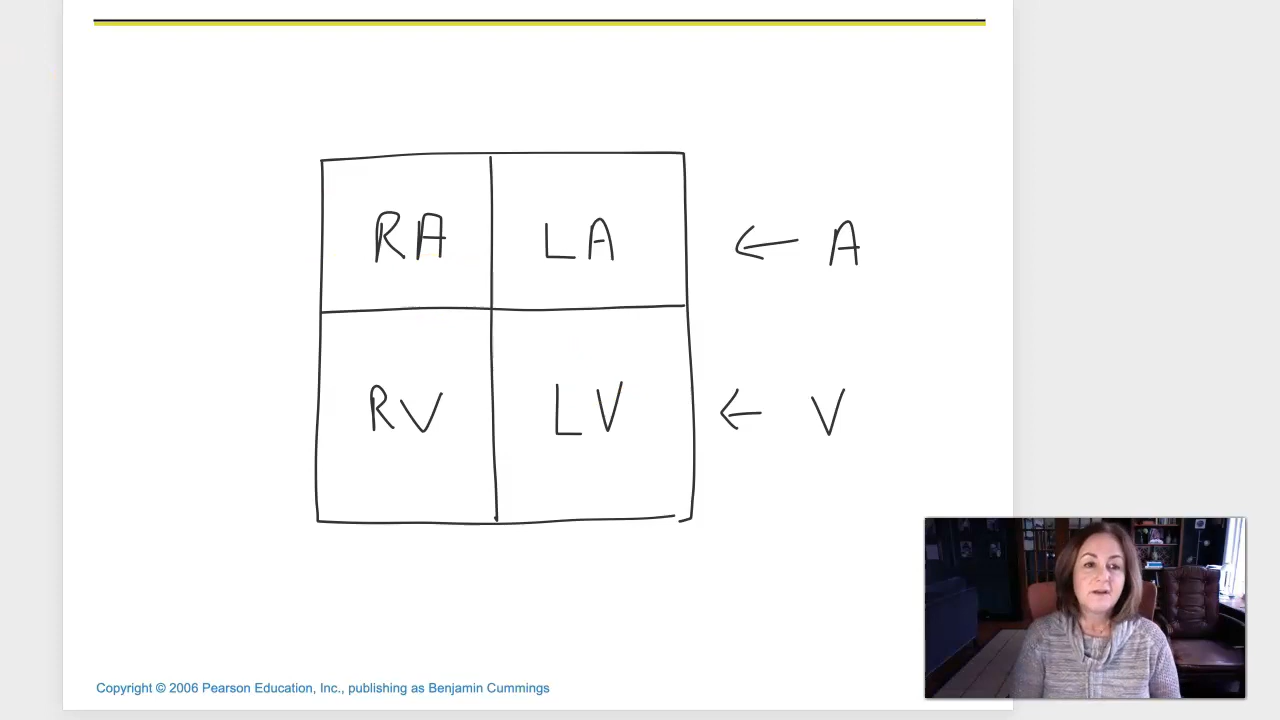 RA LA ← A
RV LV ← V
Copyright © 2006 Pearson Education, Inc., publishing as Benjamin Cummings